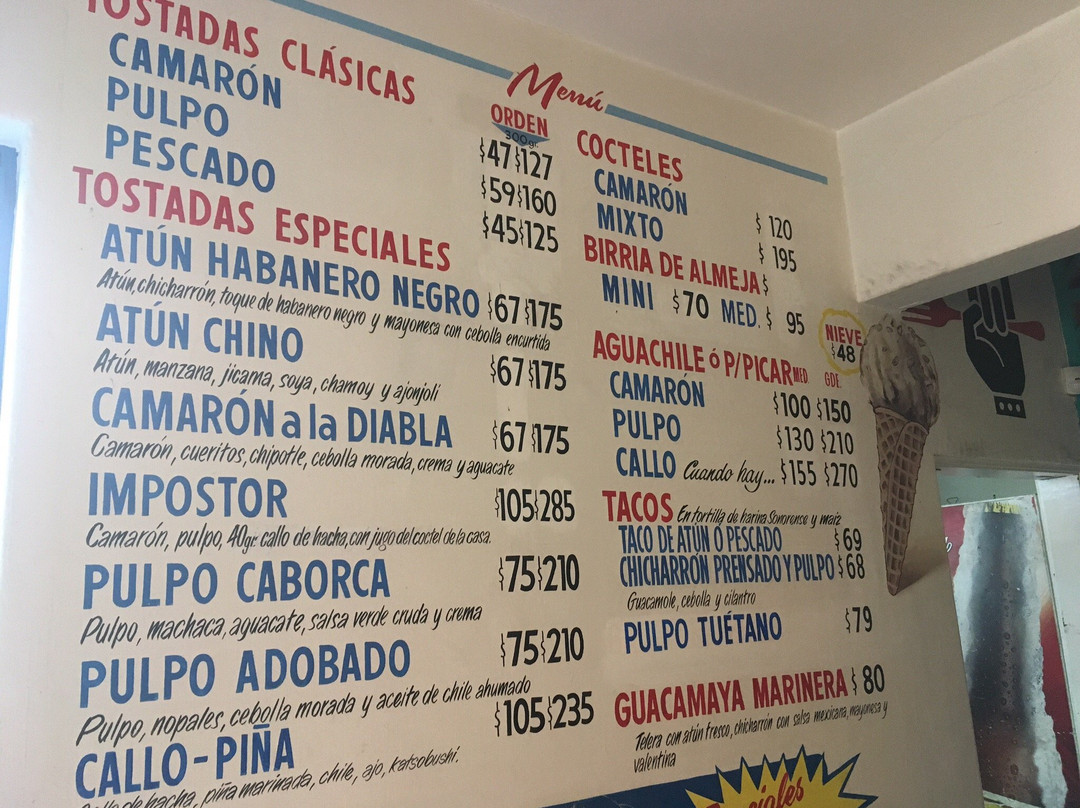 Menú
TOSTADAS CLÁSICAS
ORDEN
300gr.
CAMARÓN $47 $127
PULPO $59 $160
PESCADO $45 $125
TOSTADAS ESPECIALES
ATÚN HABANERO NEGRO $67 $175
Atún, chicharrón, toque de habanero negro y mayonesa con cebolla encurtida
ATÚN CHINO $67 $175
Atún, manzana, jicama, soya, chamoy y ajonjoli
CAMARÓN a la DIABLA $67 $175
Camarón, cueritos, chipotle, cebolla morada, crema y aguacate
IMPOSTOR $105 $285
Camarón, pulpo, 40gr. callo de hacha, con jugo del coctel de la casa.
PULPO CABORCA $75 $210
Pulpo, machaca, aguacate, salsa verde cruda y crema
PULPO ADOBADO $75 $210
Pulpo, nopales, cebolla morada y aceite de chile ahumado
CALLO-PIÑA $105 $235
Callo de hacha, piña marinada, chile, ajo, katsobushí.
COCTELES
CAMARÓN $120
MIXTO $195
BIRRIA DE ALMEJA $
MINI $70 MED. $95
NIEVE
$48
AGUACHILE ó P/PICAR MED GDE.
CAMARÓN $100 $150
PULPO $130 $210
CALLO Cuando hay... $155 $270
TACOS En tortilla de harina Sonorense y maiz
TACO DE ATÚN Ó PESCADO $69
CHICHARRÓN PRENSADO Y PULPO $68
Guacamole, cebolla y cilantro
PULPO TUÉTANO $79
GUACAMAYA MARINERA $80
Telera con atún fresco, chicharrón con salsa mexicana, mayonesa y
valentina